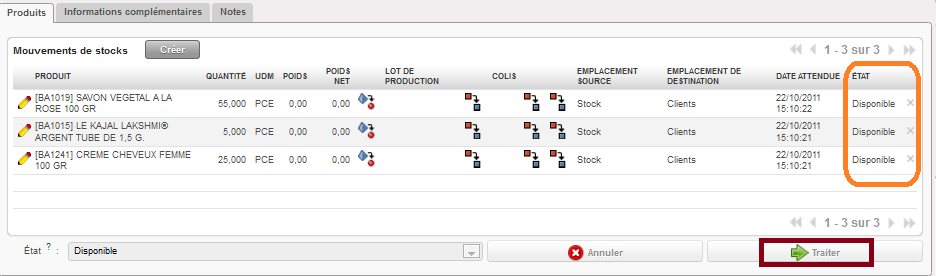 Produits Informations complémentaires Notes
Mouvements de stocks Créer 1 - 3 sur 3
PRODUIT QUANTITÉ UDM POIDS POIDS NET LOT DE PRODUCTION COLIS EMPLACEMENT SOURCE EMPLACEMENT DE DESTINATION DATE ATTENDUE ÉTAT
[BA1019] SAVON VEGETAL A LA ROSE 100 GR 55,000 PCE 0,00 0,00 Stock Clients 22/10/2011 15:10:22 Disponible
[BA1015] LE KAJAL LAKSHMI® ARGENT TUBE DE 1,5 G. 5,000 PCE 0,00 0,00 Stock Clients 22/10/2011 15:10:21 Disponible
[BA1241] CREME CHEVEUX FEMME 100 GR 25,000 PCE 0,00 0,00 Stock Clients 22/10/2011 15:10:21 Disponible
1 - 3 sur 3
État ? : Disponible Annuler Traiter